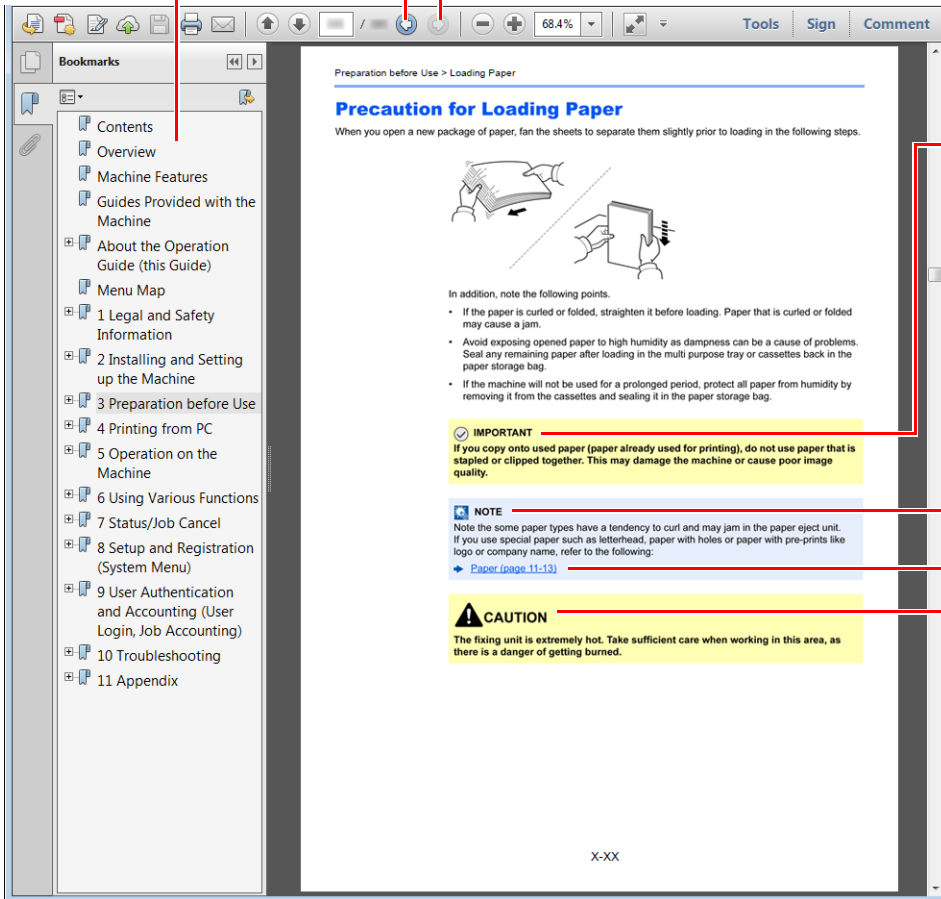 /
68.4%
Tools
Sign
Comment
Bookmarks
Contents
Overview
Machine Features
Guides Provided with the
Machine
About the Operation
Guide (this Guide)
Menu Map
1 Legal and Safety
Information
2 Installing and Setting
up the Machine
3 Preparation before Use
4 Printing from PC
5 Operation on the
Machine
6 Using Various Functions
7 Status/Job Cancel
8 Setup and Registration
(System Menu)
9 User Authentication
and Accounting (User
Login, Job Accounting)
10 Troubleshooting
11 Appendix
Preparation before Use > Loading Paper
Precaution for Loading Paper
When you open a new package of paper, fan the sheets to separate them slightly prior to loading in the following steps.
In addition, note the following points.
• If the paper is curled or folded, straighten it before loading. Paper that is curled or folded
may cause a jam.
• Avoid exposing opened paper to high humidity as dampness can be a cause of problems.
Seal any remaining paper after loading in the multi purpose tray or cassettes back in the
paper storage bag.
• If the machine will not be used for a prolonged period, protect all paper from humidity by
removing it from the cassettes and sealing it in the paper storage bag.
IMPORTANT
If you copy onto used paper (paper already used for printing), do not use paper that is
stapled or clipped together. This may damage the machine or cause poor image
quality.
NOTE
Note the some paper types have a tendency to curl and may jam in the paper eject unit.
If you use special paper such as letterhead, paper with holes or paper with pre-prints like
logo or company name, refer to the following:
Paper (page 11-13)
CAUTION
The fixing unit is extremely hot. Take sufficient care when working in this area, as
there is a danger of getting burned.
X-XX